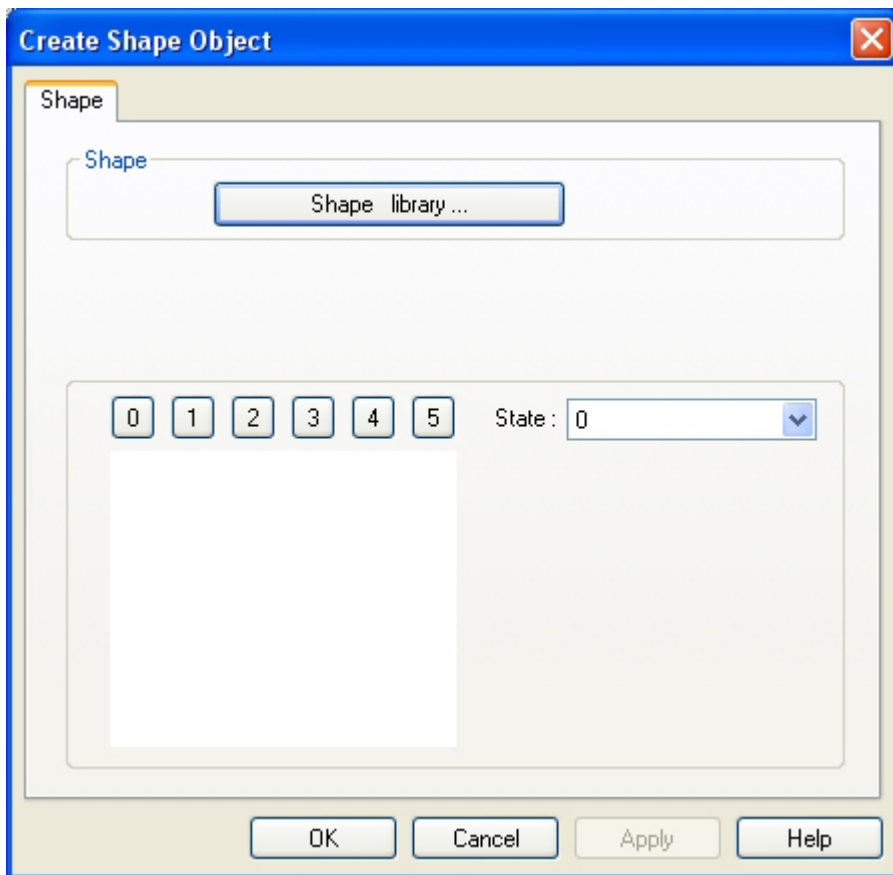 Create Shape Object
Shape
Shape
Shape library ...
0 1 2 3 4 5 State : 0
OK Cancel Apply Help